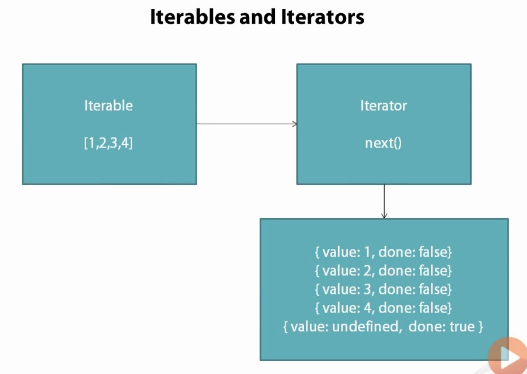 Iterables and Iterators
Iterable
[1,2,3,4]
Iterator
next()
{ value: 1, done: false}
{ value: 2, done: false}
{ value: 3, done: false}
{ value: 4, done: false}
{ value: undefined,  done: true }